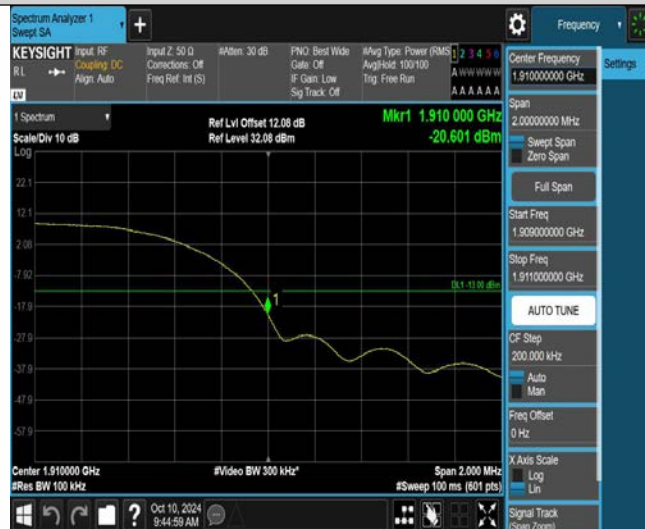 Spectrum Analyzer 1
Swept SA
+
Frequency
KEYSIGHT
RL
LXI
Input: RF
Coupling: DC
Align: Auto
Input Z: 50 Ω
Corrections: Off
Freq Ref: Int (S)
#Atten: 30 dB
PNO: Best Wide
Gate: Off
IF Gain: Low
Sig Track: Off
#Avg Type: Power (RMS
Avg|Hold: 100/100
Trig: Free Run
1 2 3 4 5 6
A W W W W W
A A A A A A
Center Frequency
1.910000000 GHz
Settings
Span
2.00000000 MHz
Swept Span
Zero Span
Full Span
Start Freq
1.909000000 GHz
Stop Freq
1.911000000 GHz
AUTO TUNE
CF Step
200.000 kHz
Auto
Man
Freq Offset
0 Hz
X Axis Scale
Log
Lin
Signal Track
(Span Zoom)
1 Spectrum
Scale/Div 10 dB
Log
Ref Lvl Offset 12.08 dB
Ref Level 32.08 dBm
Mkr1 1.910 000 GHz
-20.601 dBm
22.1
12.1
2.08
-7.92
-17.9
-27.9
-37.9
-47.9
-57.9
DL1 -13.00 dBm
1
Center 1.910000 GHz
#Res BW 100 kHz
#Video BW 300 kHz*
Span 2.000 MHz
#Sweep 100 ms (601 pts)
?
Oct 10, 2024
9:44:59 AM